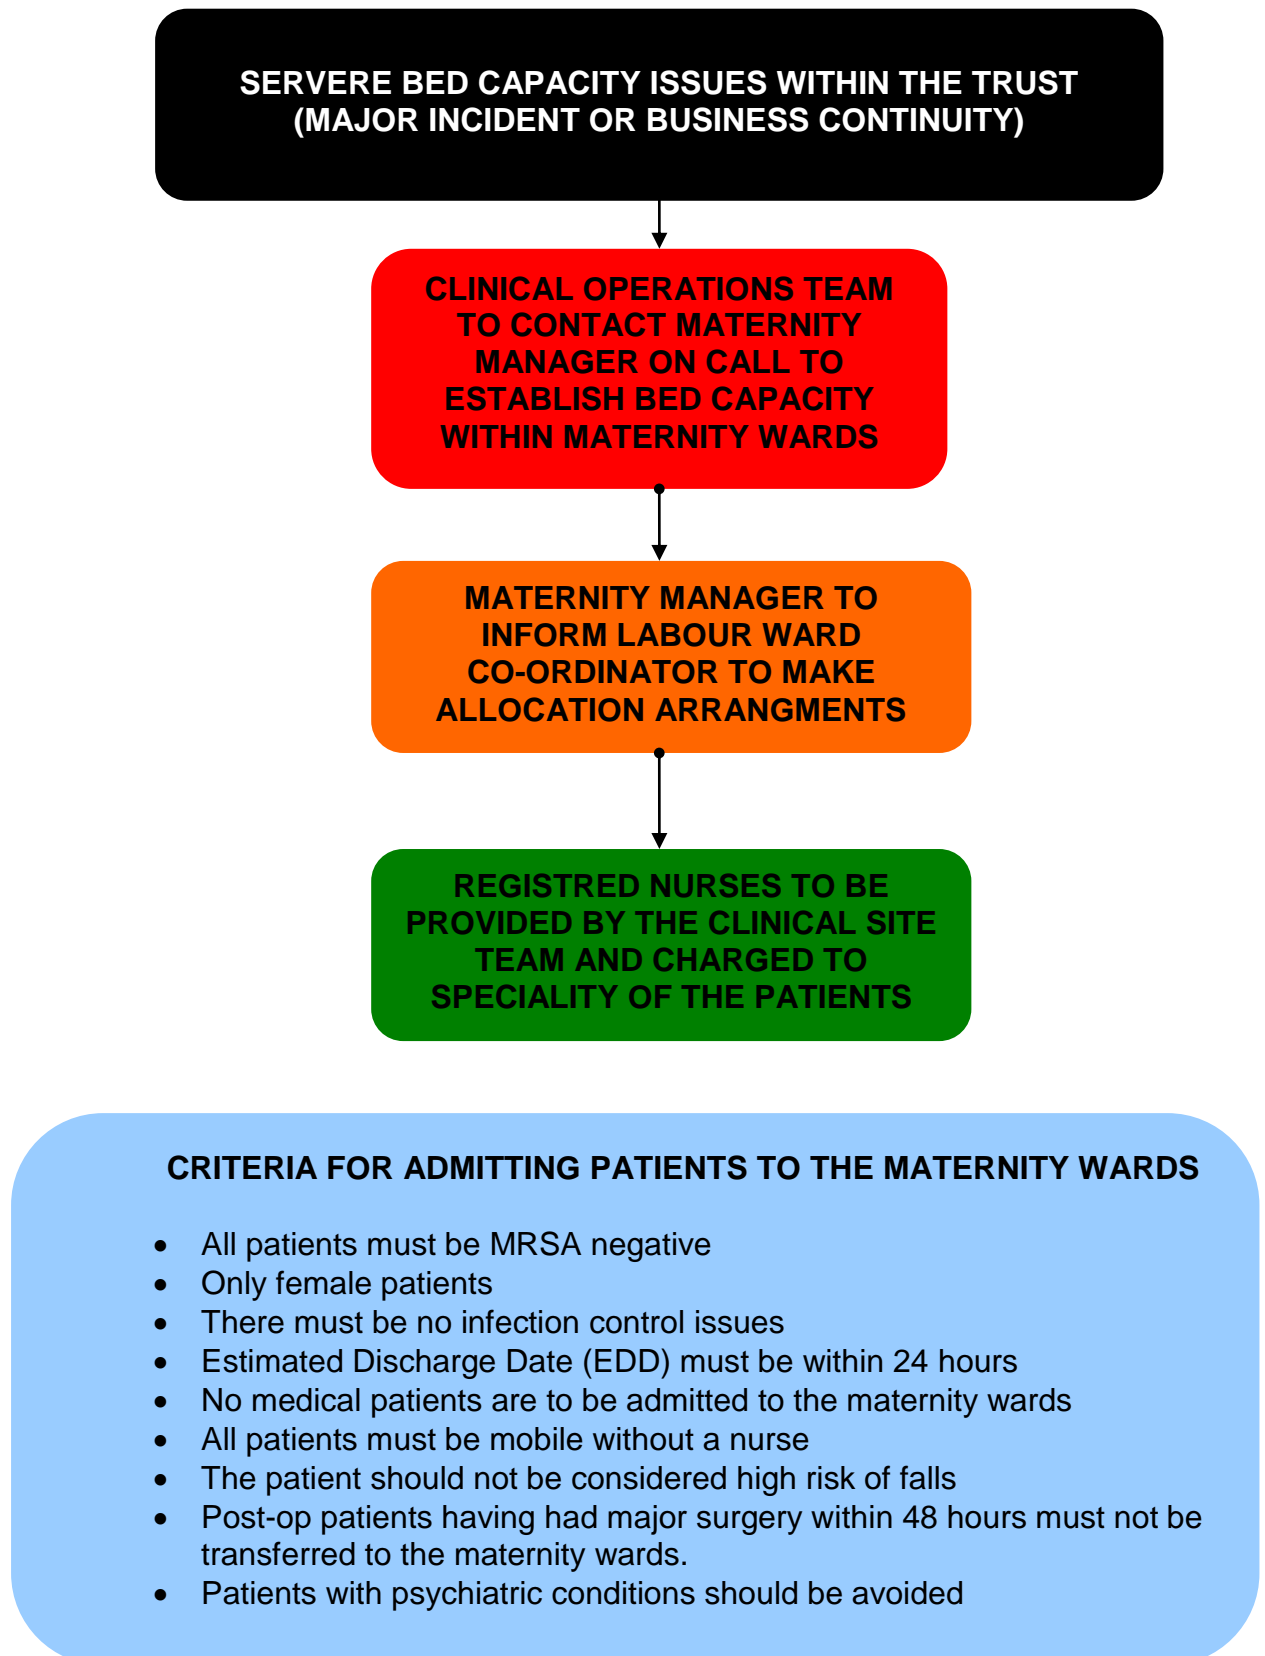 SERVERE BED CAPACITY ISSUES WITHIN THE TRUST
(MAJOR INCIDENT OR BUSINESS CONTINUITY)
CLINICAL OPERATIONS TEAM
TO CONTACT MATERNITY
MANAGER ON CALL TO
ESTABLISH BED CAPACITY
WITHIN MATERNITY WARDS
MATERNITY MANAGER TO
INFORM LABOUR WARD
CO-ORDINATOR TO MAKE
ALLOCATION ARRANGMENTS
REGISTRED NURSES TO BE
PROVIDED BY THE CLINICAL SITE
TEAM AND CHARGED TO
SPECIALITY OF THE PATIENTS
CRITERIA FOR ADMITTING PATIENTS TO THE MATERNITY WARDS
• All patients must be MRSA negative
• Only female patients
• There must be no infection control issues
• Estimated Discharge Date (EDD) must be within 24 hours
• No medical patients are to be admitted to the maternity wards
• All patients must be mobile without a nurse
• The patient should not be considered high risk of falls
• Post-op patients having had major surgery within 48 hours must not be
transferred to the maternity wards.
• Patients with psychiatric conditions should be avoided